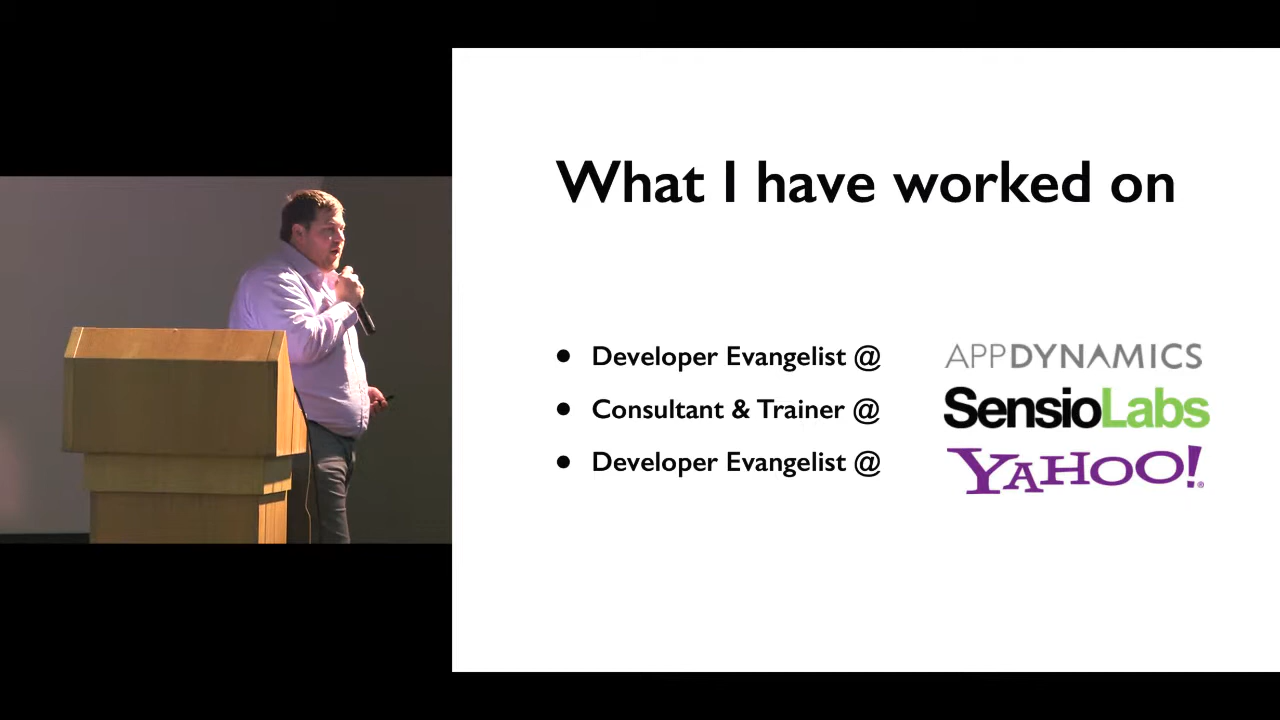 What I have worked on
● Developer Evangelist @ APPDYNAMICS
● Consultant & Trainer @ SensioLabs
● Developer Evangelist @ YAHOO!